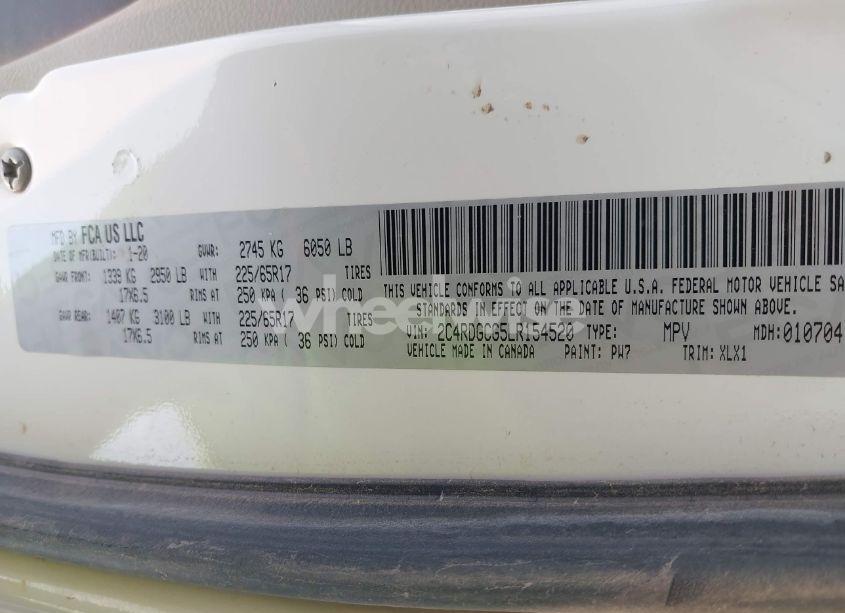 MFD BY FCA US LLC
DATE OF MFR(BUILT): 1-20 GVWR: 2745 KG 6050 LB
GAWR FRONT: 1339 KG 2950 LB WITH 225/65R17 TIRES
17X6.5 RIMS AT 250 KPA ( 36 PSI) COLD
GAWR REAR: 1407 KG 3100 LB WITH 225/65R17 TIRES
17X6.5 RIMS AT 250 KPA ( 36 PSI) COLD
THIS VEHICLE CONFORMS TO ALL APPLICABLE U.S.A. FEDERAL MOTOR VEHICLE SA
STANDARDS IN EFFECT ON THE DATE OF MANUFACTURE SHOWN ABOVE.
VIN: 2C4RDGCG5LR154520 TYPE: MPV MDH:010704
VEHICLE MADE IN CANADA PAINT: PW7 TRIM: XLX1